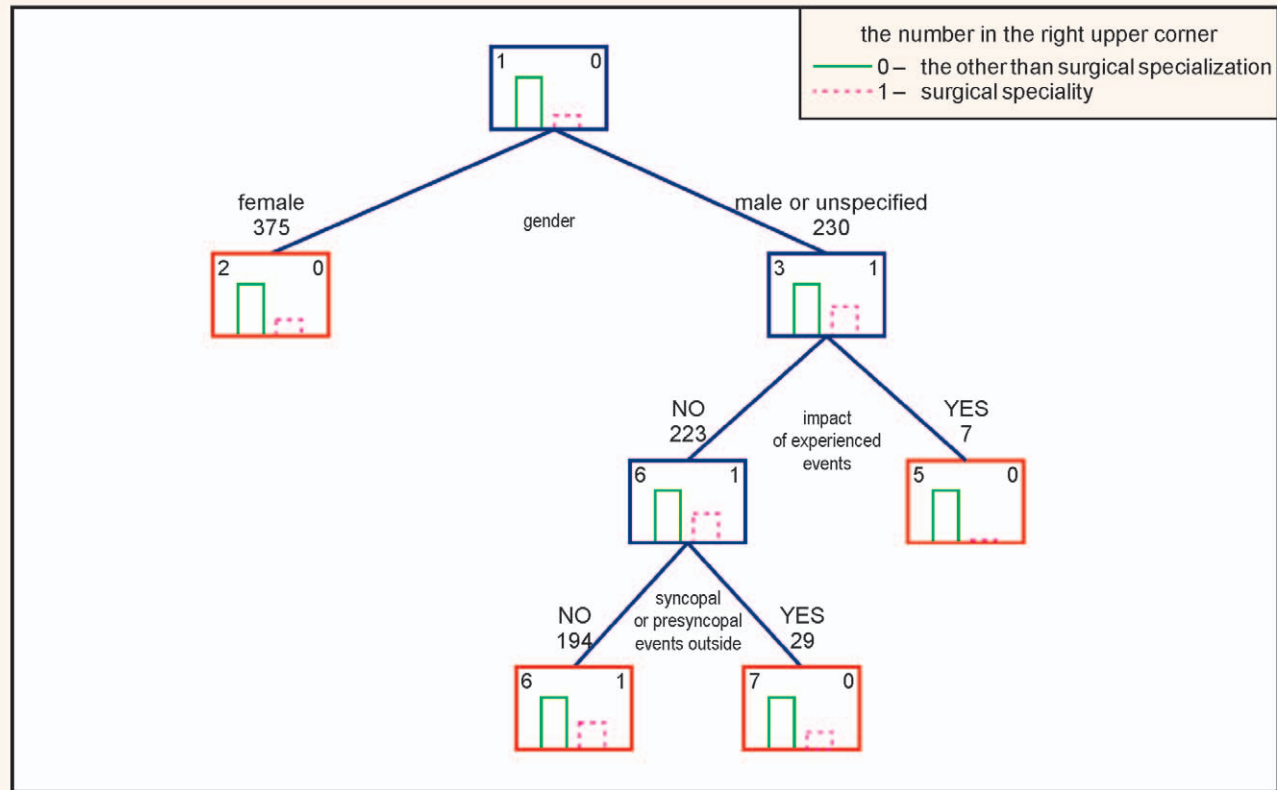 the number in the right upper corner
0 – the other than surgical specialization
1 – surgical speciality
1 0
female
375
gender
male or unspecified
230
2 0
3 1
NO
223
impact
of experienced
events
YES
7
6 1
5 0
NO
194
syncopal
or presyncopal
events outside
YES
29
6 1
7 0